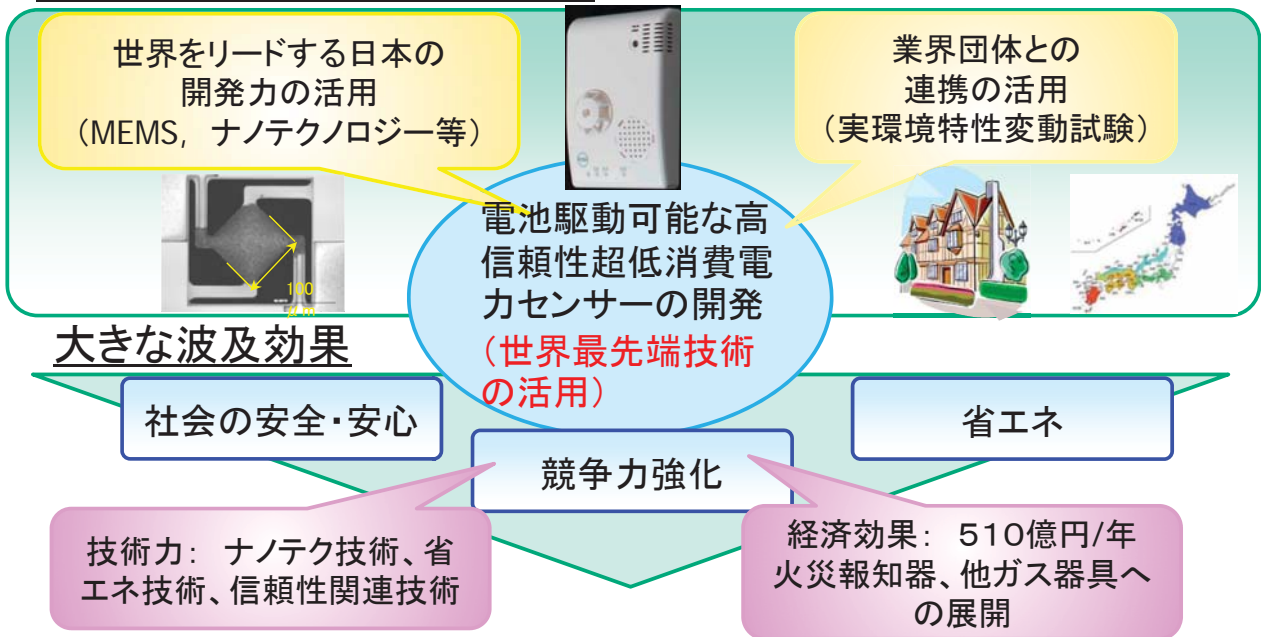 世界をリードする日本の
開発力の活用
（MEMS, ナノテクノロジー等）
業界団体との
連携の活用
（実環境特性変動試験）
電池駆動可能な高
信頼性超低消費電
力センサーの開発
（世界最先端技術
の活用）
100
μm
大きな波及効果
社会の安全・安心
競争力強化
省エネ
技術力： ナノテク技術、省
エネ技術、信頼性関連技術
経済効果： ５１０億円/年
火災報知器、他ガス器具へ
の展開